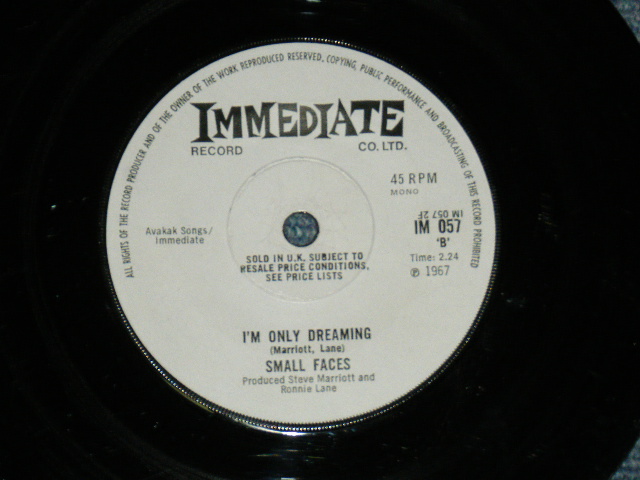 ALL RIGHTS OF THE RECORD PRODUCER AND OF THE OWNER OF THE WORK REPRODUCED RESERVED. COPYING, PUBLIC PERFORMANCE AND BROADCASTING OF THIS RECORD PROHIBITED
IMMEDIATE
RECORD CO. LTD.
45 RPM
MONO
IM 057 2F
IM 057
'B'
Time: 2.24
℗ 1967
Avakak Songs/
Immediate
SOLD IN U.K. SUBJECT TO
RESALE PRICE CONDITIONS,
SEE PRICE LISTS
I'M ONLY DREAMING
(Marriott, Lane)
SMALL FACES
Produced Steve Marriott and
Ronnie Lane